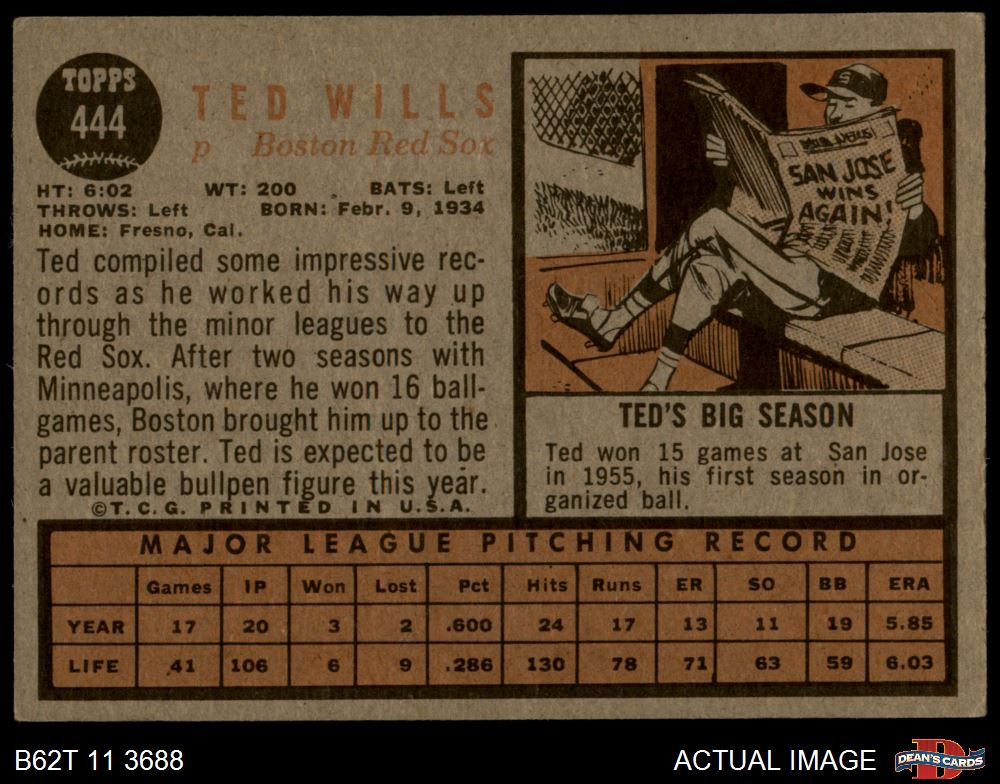 TOPPS
444
TED WILLS
p Boston Red Sox
HT: 6:02 WT: 200 BATS: Left
THROWS: Left BORN: Febr. 9, 1934
HOME: Fresno, Cal.
Ted compiled some impressive rec-
ords as he worked his way up
through the minor leagues to the
Red Sox. After two seasons with
Minneapolis, where he won 16 ball-
games, Boston brought him up to the
parent roster. Ted is expected to be
a valuable bullpen figure this year.
©T.C.G. PRINTED IN U.S.A.
S
SAN JOSE
WINS
AGAIN!
TED'S BIG SEASON
Ted won 15 games at San Jose
in 1955, his first season in or-
ganized ball.
MAJOR LEAGUE PITCHING RECORD
Games IP Won Lost Pct Hits Runs ER SO BB ERA
YEAR 17 20 3 2 .600 24 17 13 11 19 5.85
LIFE 41 106 6 9 .286 130 78 71 63 59 6.03
B62T 11 3688 ACTUAL IMAGE
DEAN'S CARDS